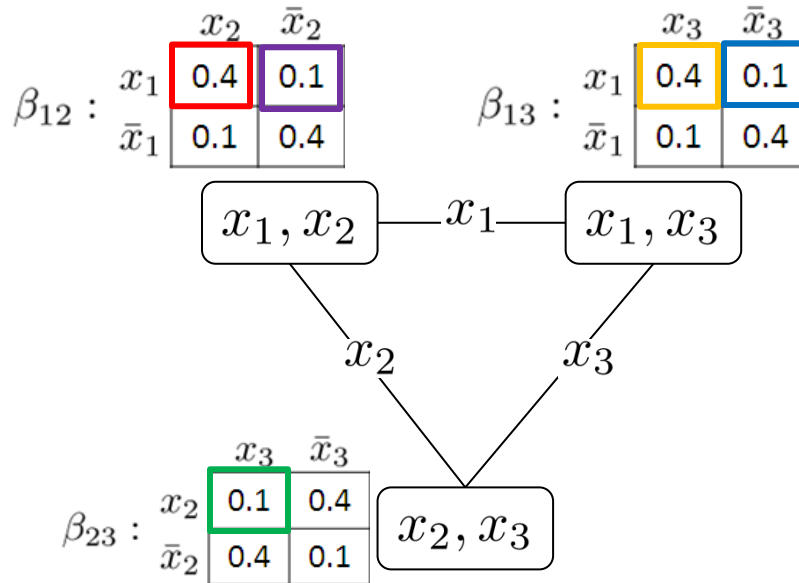 x₂ x̄₂
β₁₂ : x₁ 0.4 0.1
x̄₁ 0.1 0.4
x₃ x̄₃
β₁₃ : x₁ 0.4 0.1
x̄₁ 0.1 0.4
x₁, x₂ x₁ x₁, x₃
x₂ x₃
x₃ x̄₃
β₂₃ : x₂ 0.1 0.4
x̄₂ 0.4 0.1
x₂, x₃